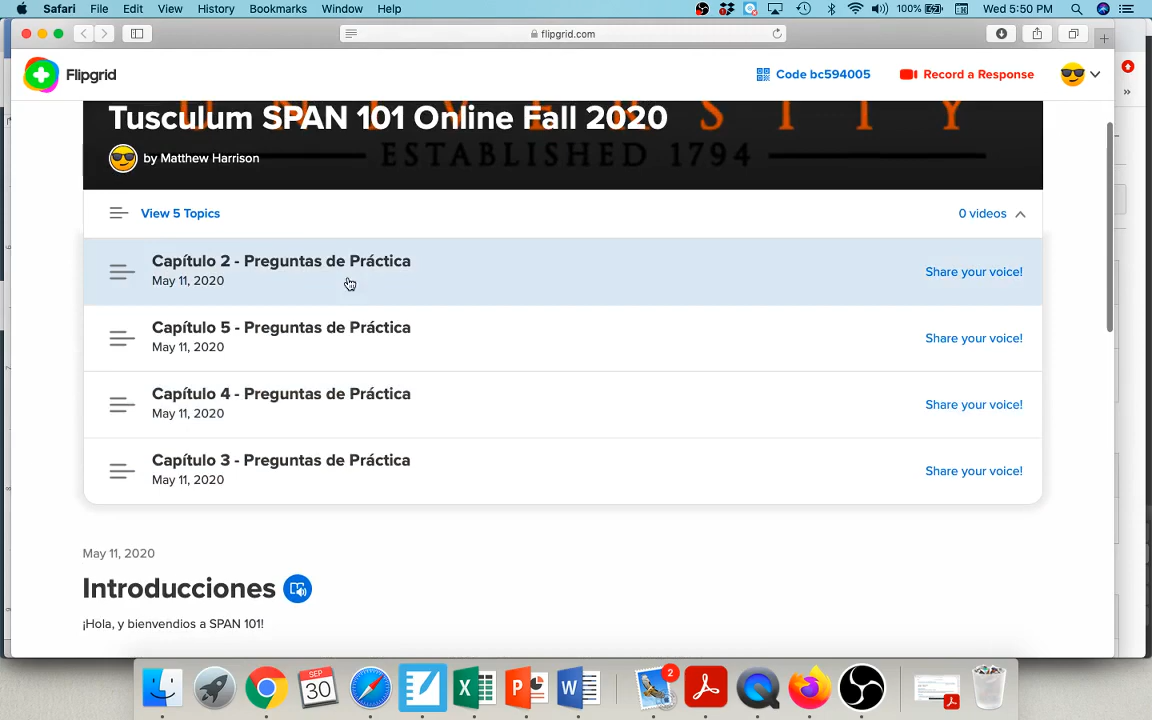 Safari File Edit View History Bookmarks Window Help 100% Wed 5:50 PM
flipgrid.com
Flipgrid Code bc594005 Record a Response
Tusculum SPAN 101 Online Fall 2020
by Matthew Harrison
ESTABLISHED 1794
View 5 Topics 0 videos
Capítulo 2 - Preguntas de Práctica
May 11, 2020
Share your voice!
Capítulo 5 - Preguntas de Práctica
May 11, 2020
Share your voice!
Capítulo 4 - Preguntas de Práctica
May 11, 2020
Share your voice!
Capítulo 3 - Preguntas de Práctica
May 11, 2020
Share your voice!
May 11, 2020
Introducciones
¡Hola, y bienvendios a SPAN 101!
SEP
30
2